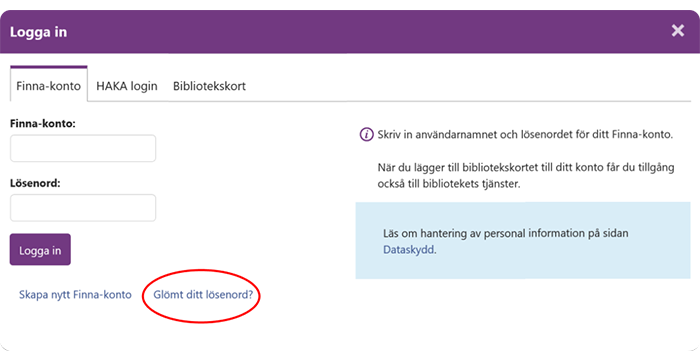 Logga in
Finna-konto
HAKA login
Bibliotekskort
Finna-konto:
Lösenord:
Logga in
Skapa nytt Finna-konto
Glömt ditt lösenord?
Skriv in användarnamnet och lösenordet för ditt Finna-konto.
När du lägger till bibliotekskortet till ditt konto får du tillgång
också till bibliotekets tjänster.
Läs om hantering av personal information på sidan
Dataskydd.